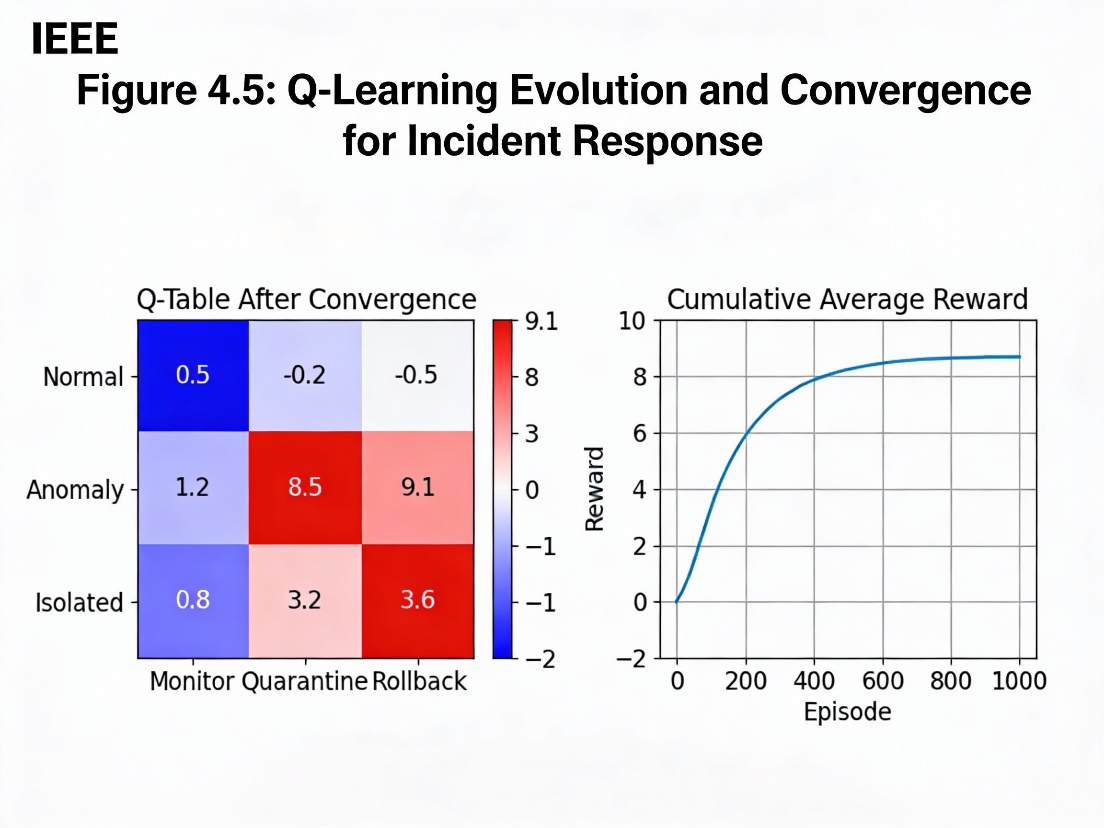 IEEE
Figure 4.5: Q-Learning Evolution and Convergence
for Incident Response
Q-Table After Convergence
Normal 0.5 -0.2 -0.5
Anomaly 1.2 8.5 9.1
Isolated 0.8 3.2 3.6
Monitor Quarantine Rollback
9.1
8
3
0
−1
−1
−2
Cumulative Average Reward
Reward
10
8
6
4
2
0
−2
0 200 400 600 800 1000
Episode